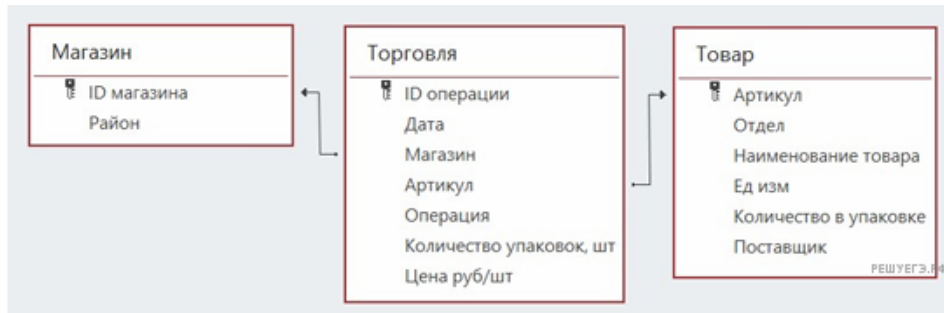 Магазин
ID магазина
Район
Торговля
ID операции
Дата
Магазин
Артикул
Операция
Количество упаковок, шт
Цена руб/шт
Товар
Артикул
Отдел
Наименование товара
Ед изм
Количество в упаковке
Поставщик
РЕШУЕГЭ.РФ